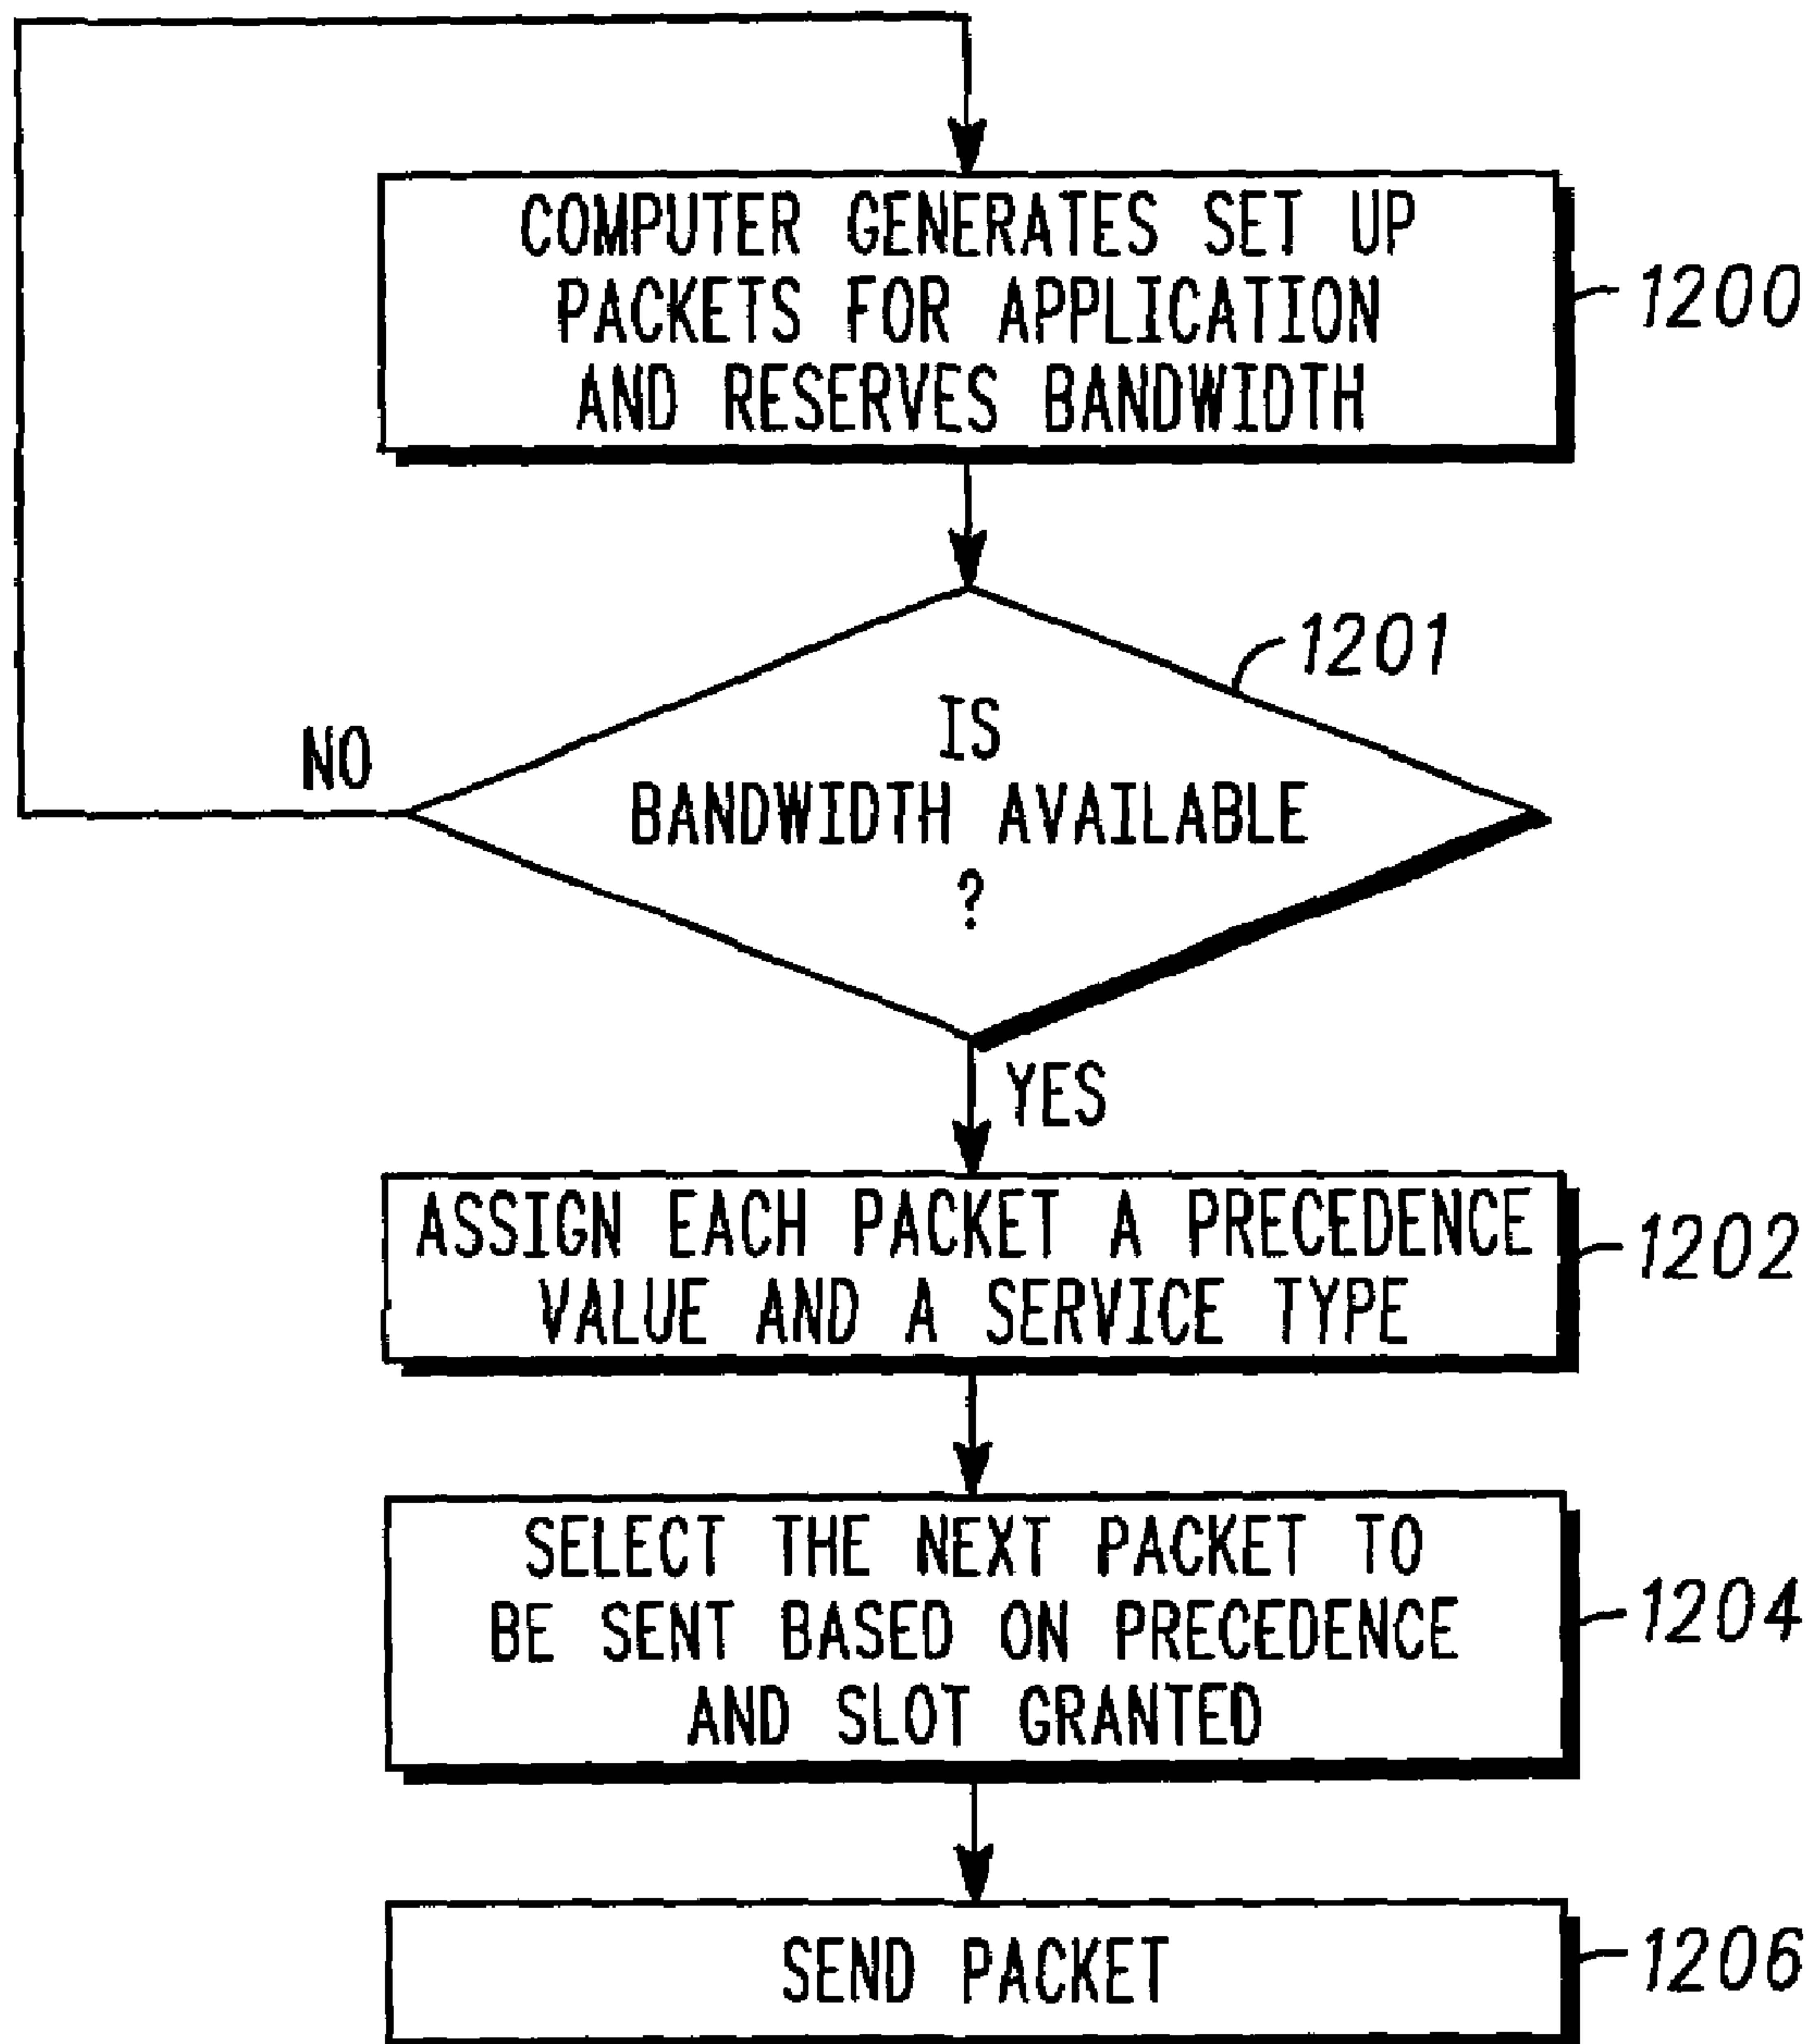 COMPUTER GENERATES SET UP
PACKETS FOR APPLICATION
AND RESERVES BANDWIDTH
1200
1201
IS
BANDWIDTH AVAILABLE
?
NO
YES
ASSIGN EACH PACKET A PRECEDENCE
VALUE AND A SERVICE TYPE
1202
SELECT THE NEXT PACKET TO
BE SENT BASED ON PRECEDENCE
AND SLOT GRANTED
1204
SEND PACKET
1206